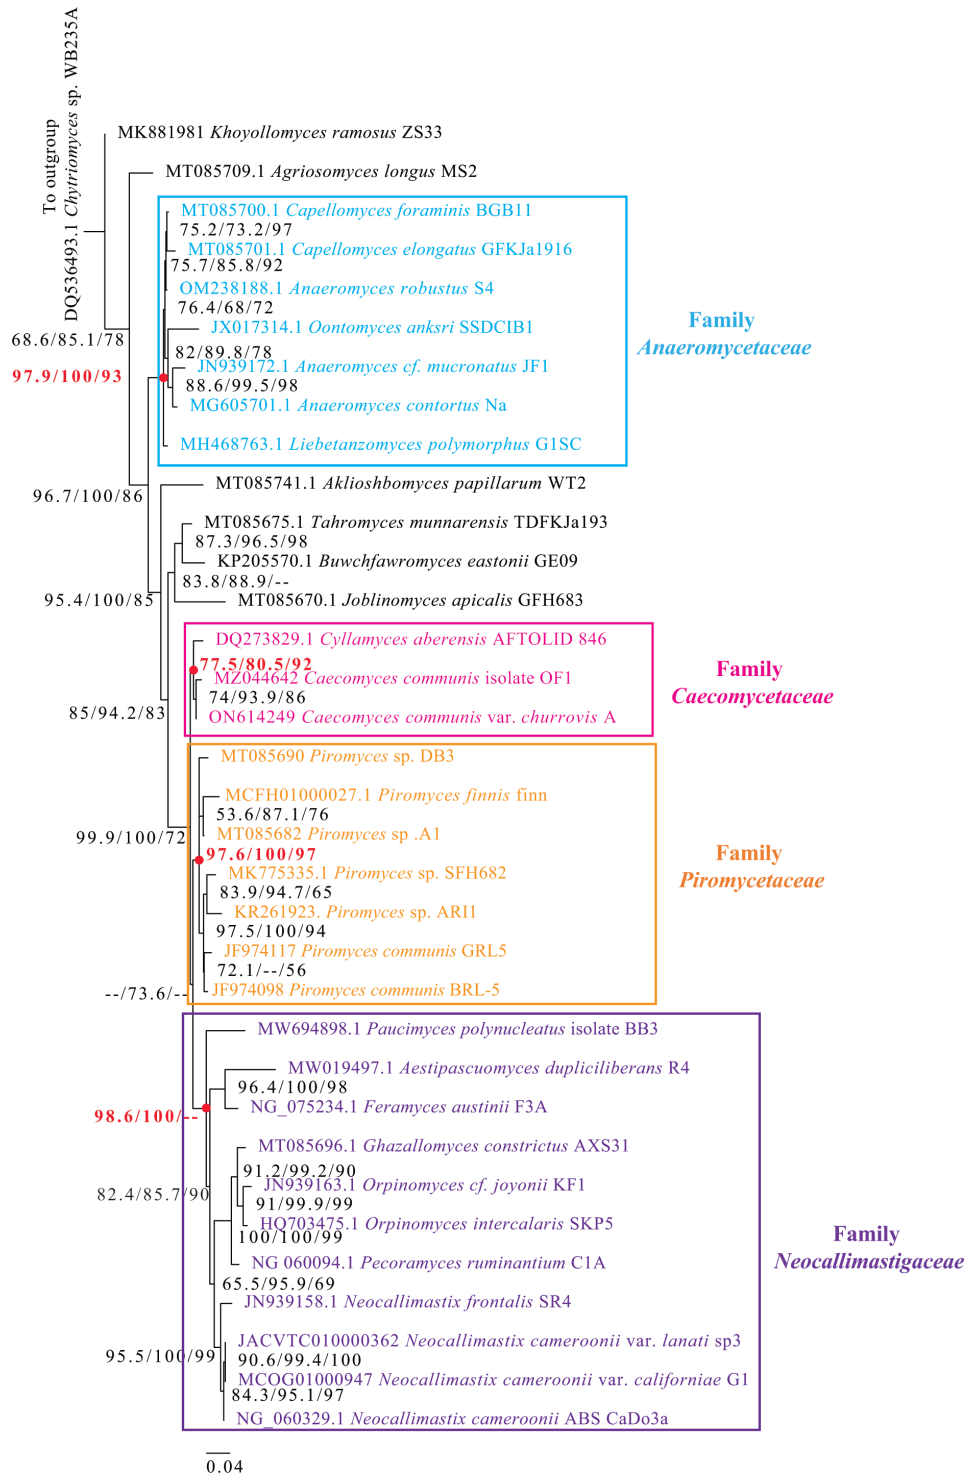 To outgroup
DQ536493.1 Chytriomyces sp. WB235A
MK881981 Khoyollomyces ramosus ZS33
MT085709.1 Agriosomyces longus MS2
MT085700.1 Capellomyces foraminis BGB11
75.2/73.2/97
MT085701.1 Capellomyces elongatus GFKJa1916
75.7/85.8/92
OM238188.1 Anaeromyces robustus S4
76.4/68/72
JX017314.1 Oontomyces anksri SSDCIB1
68.6/85.1/78
82/89.8/78
JN939172.1 Anaeromyces cf. mucronatus JF1
97.9/100/93
88.6/99.5/98
MG605701.1 Anaeromyces contortus Na
MH468763.1 Liebetanzomyces polymorphus G1SC
Family
Anaeromycetaceae
MT085741.1 Aklioshbomyces papillarum WT2
96.7/100/86
MT085675.1 Tahromyces munnarensis TDFKJa193
87.3/96.5/98
KP205570.1 Buwchfawromyces eastonii GE09
83.8/88.9/--
MT085670.1 Joblinomyces apicalis GFH683
95.4/100/85
DQ273829.1 Cyllamyces aberensis AFTOLID 846
77.5/80.5/92
MZ044642 Caecomyces communis isolate OF1
74/93.9/86
ON614249 Caecomyces communis var. churrovis A
85/94.2/83
Family
Caecomycetaceae
MT085690 Piromyces sp. DB3
MCFH01000027.1 Piromyces finnis finn
53.6/87.1/76
MT085682 Piromyces sp .A1
99.9/100/72
97.6/100/97
MK775335.1 Piromyces sp. SFH682
83.9/94.7/65
KR261923. Piromyces sp. ARI1
97.5/100/94
JF974117 Piromyces communis GRL5
72.1/--/56
JF974098 Piromyces communis BRL-5
--/73.6/--
Family
Piromycetaceae
MW694898.1 Paucimyces polynucleatus isolate BB3
MW019497.1 Aestipascuomyces dupliciliberans R4
96.4/100/98
NG_075234.1 Feramyces austinii F3A
98.6/100/--
MT085696.1 Ghazallomyces constrictus AXS31
91.2/99.2/90
JN939163.1 Orpinomyces cf. joyonii KF1
82.4/85.7/90
91/99.9/99
HQ703475.1 Orpinomyces intercalaris SKP5
100/100/99
NG 060094.1 Pecoramyces ruminantium C1A
65.5/95.9/69
JN939158.1 Neocallimastix frontalis SR4
JACVTC010000362 Neocallimastix cameroonii var. lanati sp3
95.5/100/99
90.6/99.4/100
MCOG01000947 Neocallimastix cameroonii var. californiae G1
84.3/95.1/97
NG_060329.1 Neocallimastix cameroonii ABS CaDo3a
Family
Neocallimastigaceae
0.04